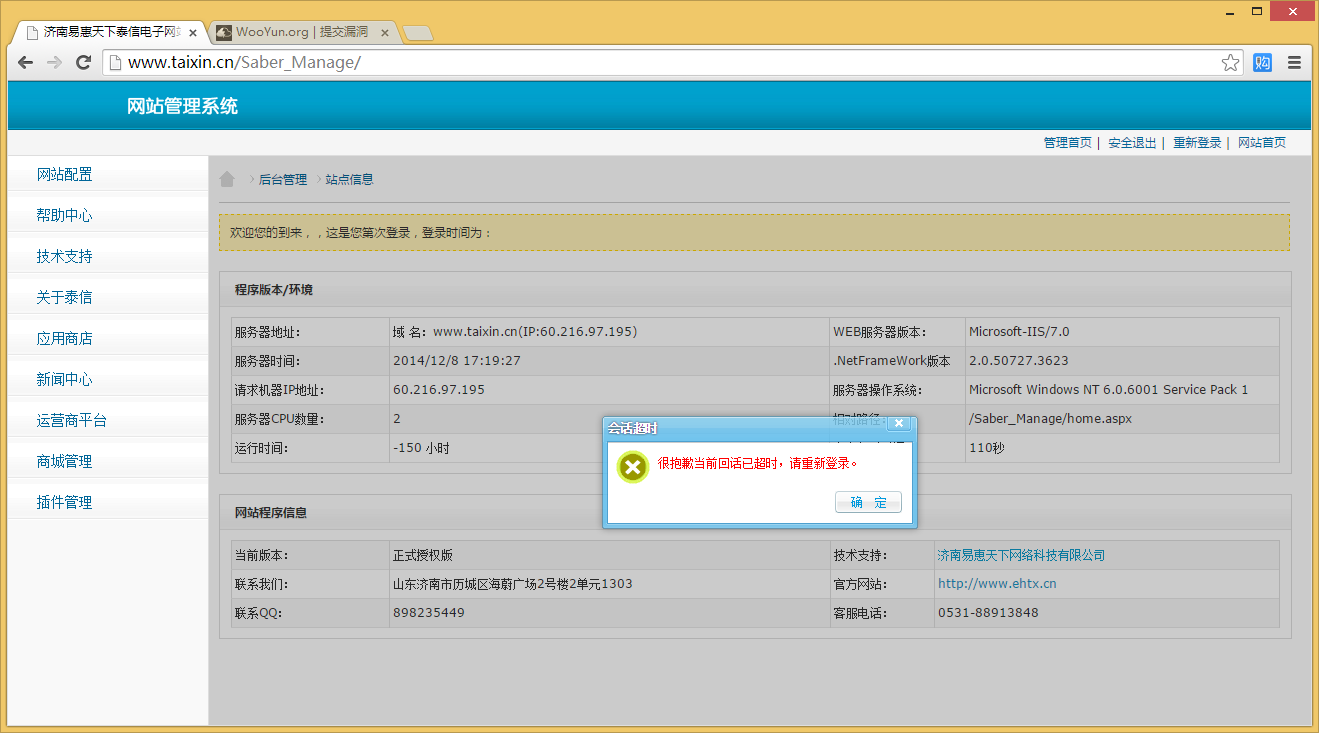 济南易惠天下泰信电子网
WooYun.org | 提交漏洞
www.taixin.cn/Saber_Manage/
购
网站管理系统
管理首页 | 安全退出 | 重新登录 | 网站首页
网站配置
帮助中心
技术支持
关于泰信
应用商店
新闻中心
运营商平台
商城管理
插件管理
后台管理 站点信息
欢迎您的到来，，这是您第次登录，登录时间为：
程序版本/环境
服务器地址： 域 名：www.taixin.cn(IP:60.216.97.195) WEB服务器版本： Microsoft-IIS/7.0
服务器时间： 2014/12/8 17:19:27 .NetFrameWork版本 2.0.50727.3623
请求机器IP地址： 60.216.97.195 服务器操作系统： Microsoft Windows NT 6.0.6001 Service Pack 1
服务器CPU数量： 2 相对路径： /Saber_Manage/home.aspx
运行时间： -150 小时 110秒
会话超时
很抱歉当前回话已超时，请重新登录。
确 定
网站程序信息
当前版本： 正式授权版 技术支持： 济南易惠天下网络科技有限公司
联系我们： 山东济南市历城区海蔚广场2号楼2单元1303 官方网站： http://www.ehtx.cn
联系QQ： 898235449 客服电话： 0531-88913848